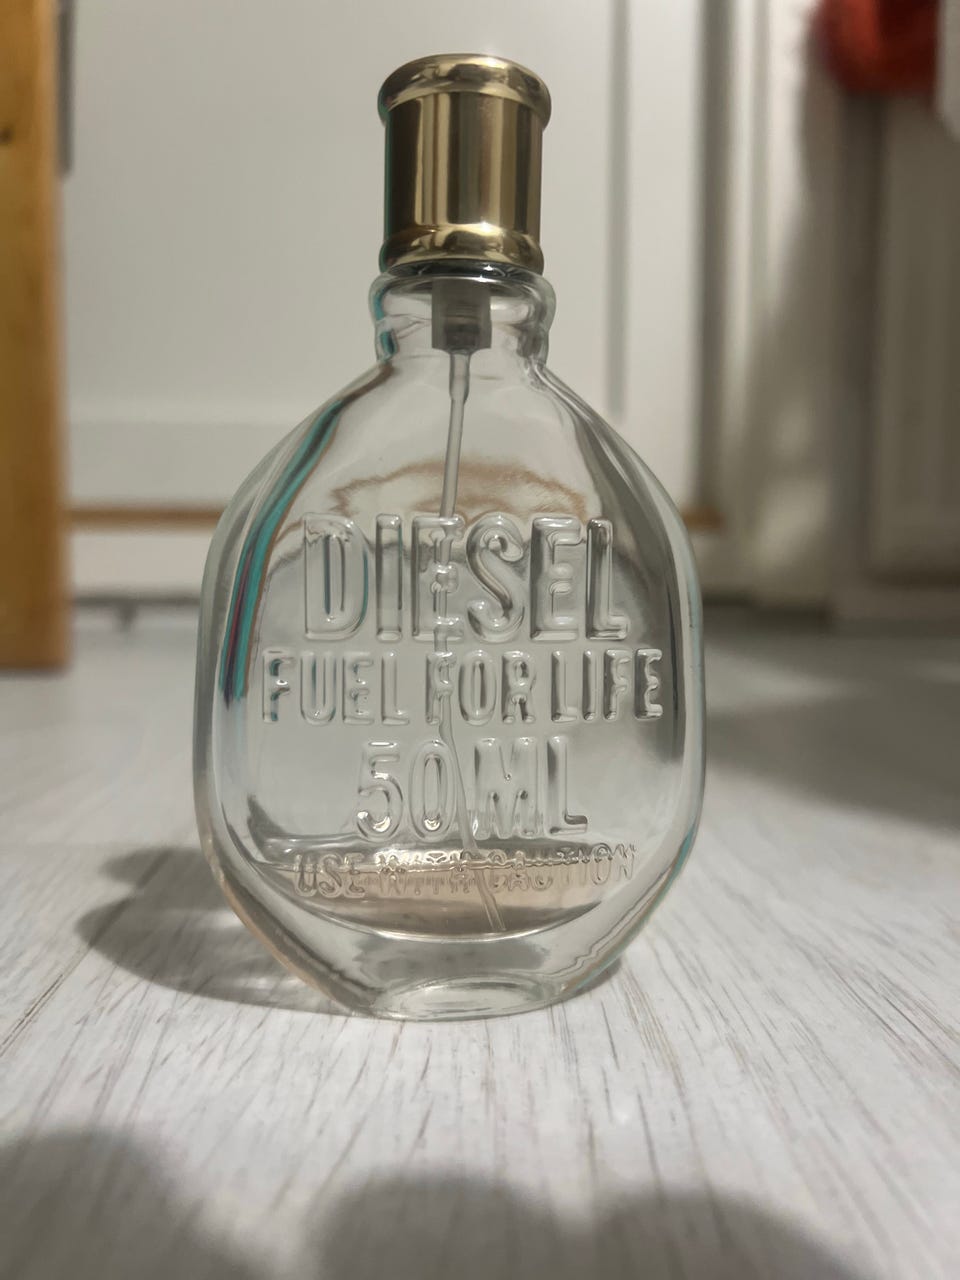 DIESEL
FUEL FOR LIFE
50 ML
USE WITH CAUTION